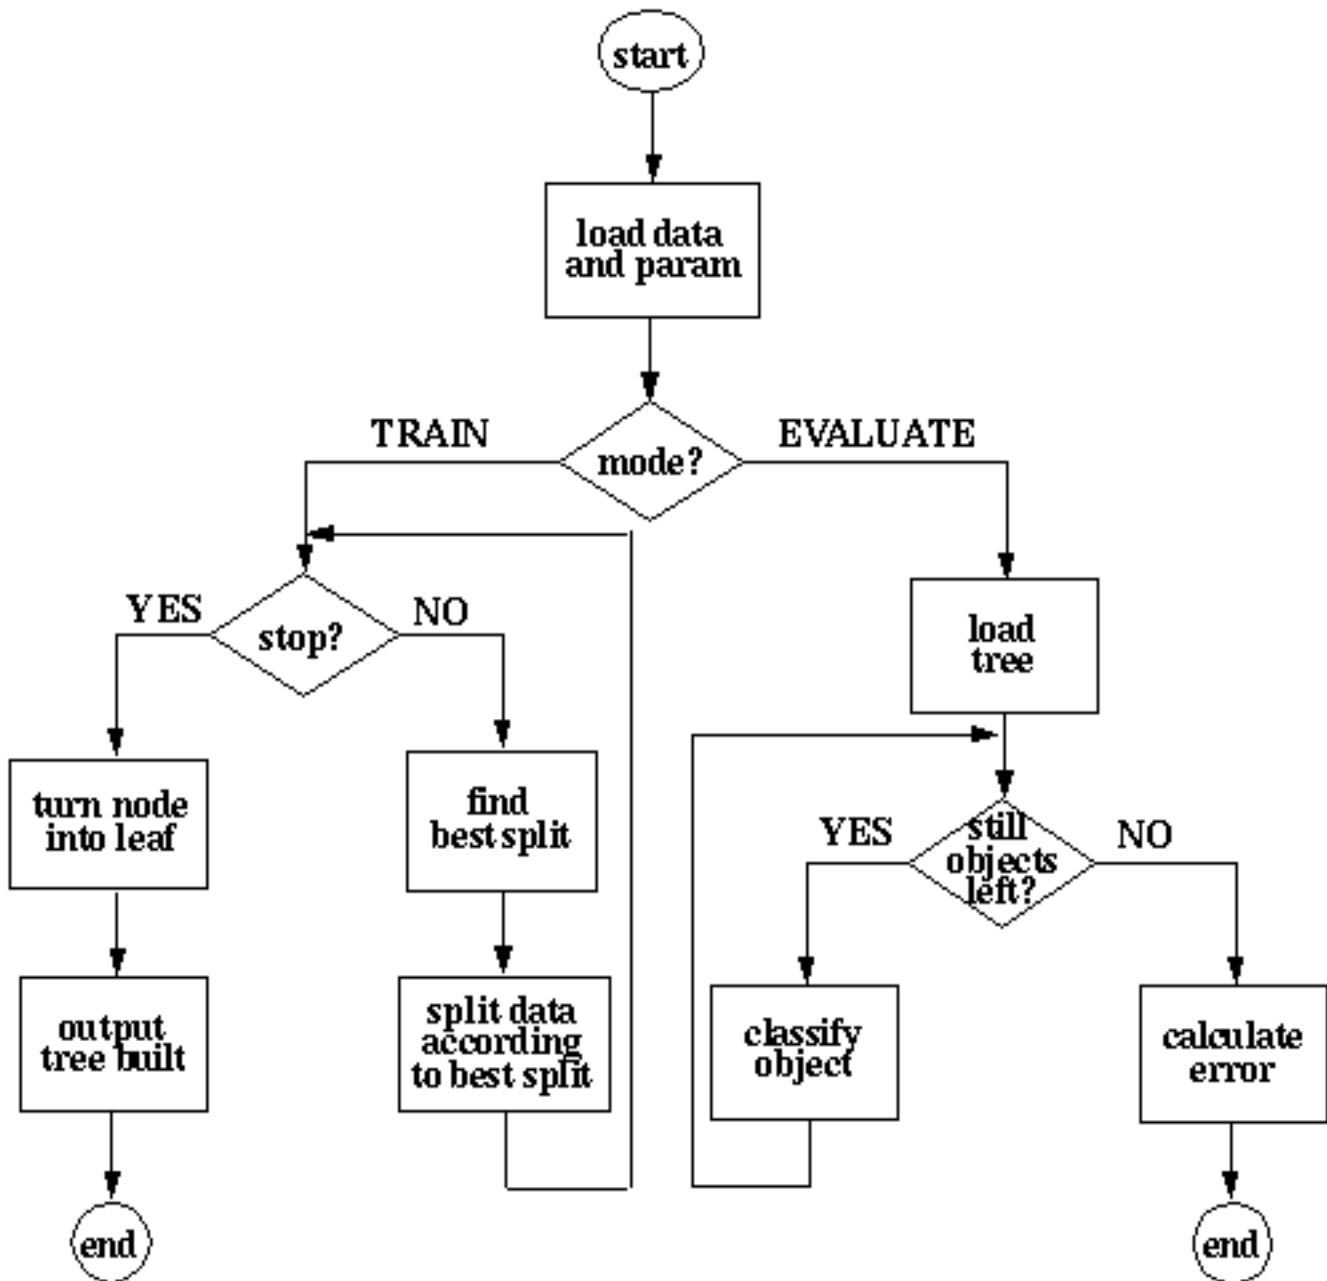 start
load data
and param
TRAIN
mode?
EVALUATE
YES
stop?
NO
load
tree
turn node
into leaf
find
best split
YES
still
objects
left?
NO
output
tree built
split data
according
to best split
classify
object
calculate
error
end
end